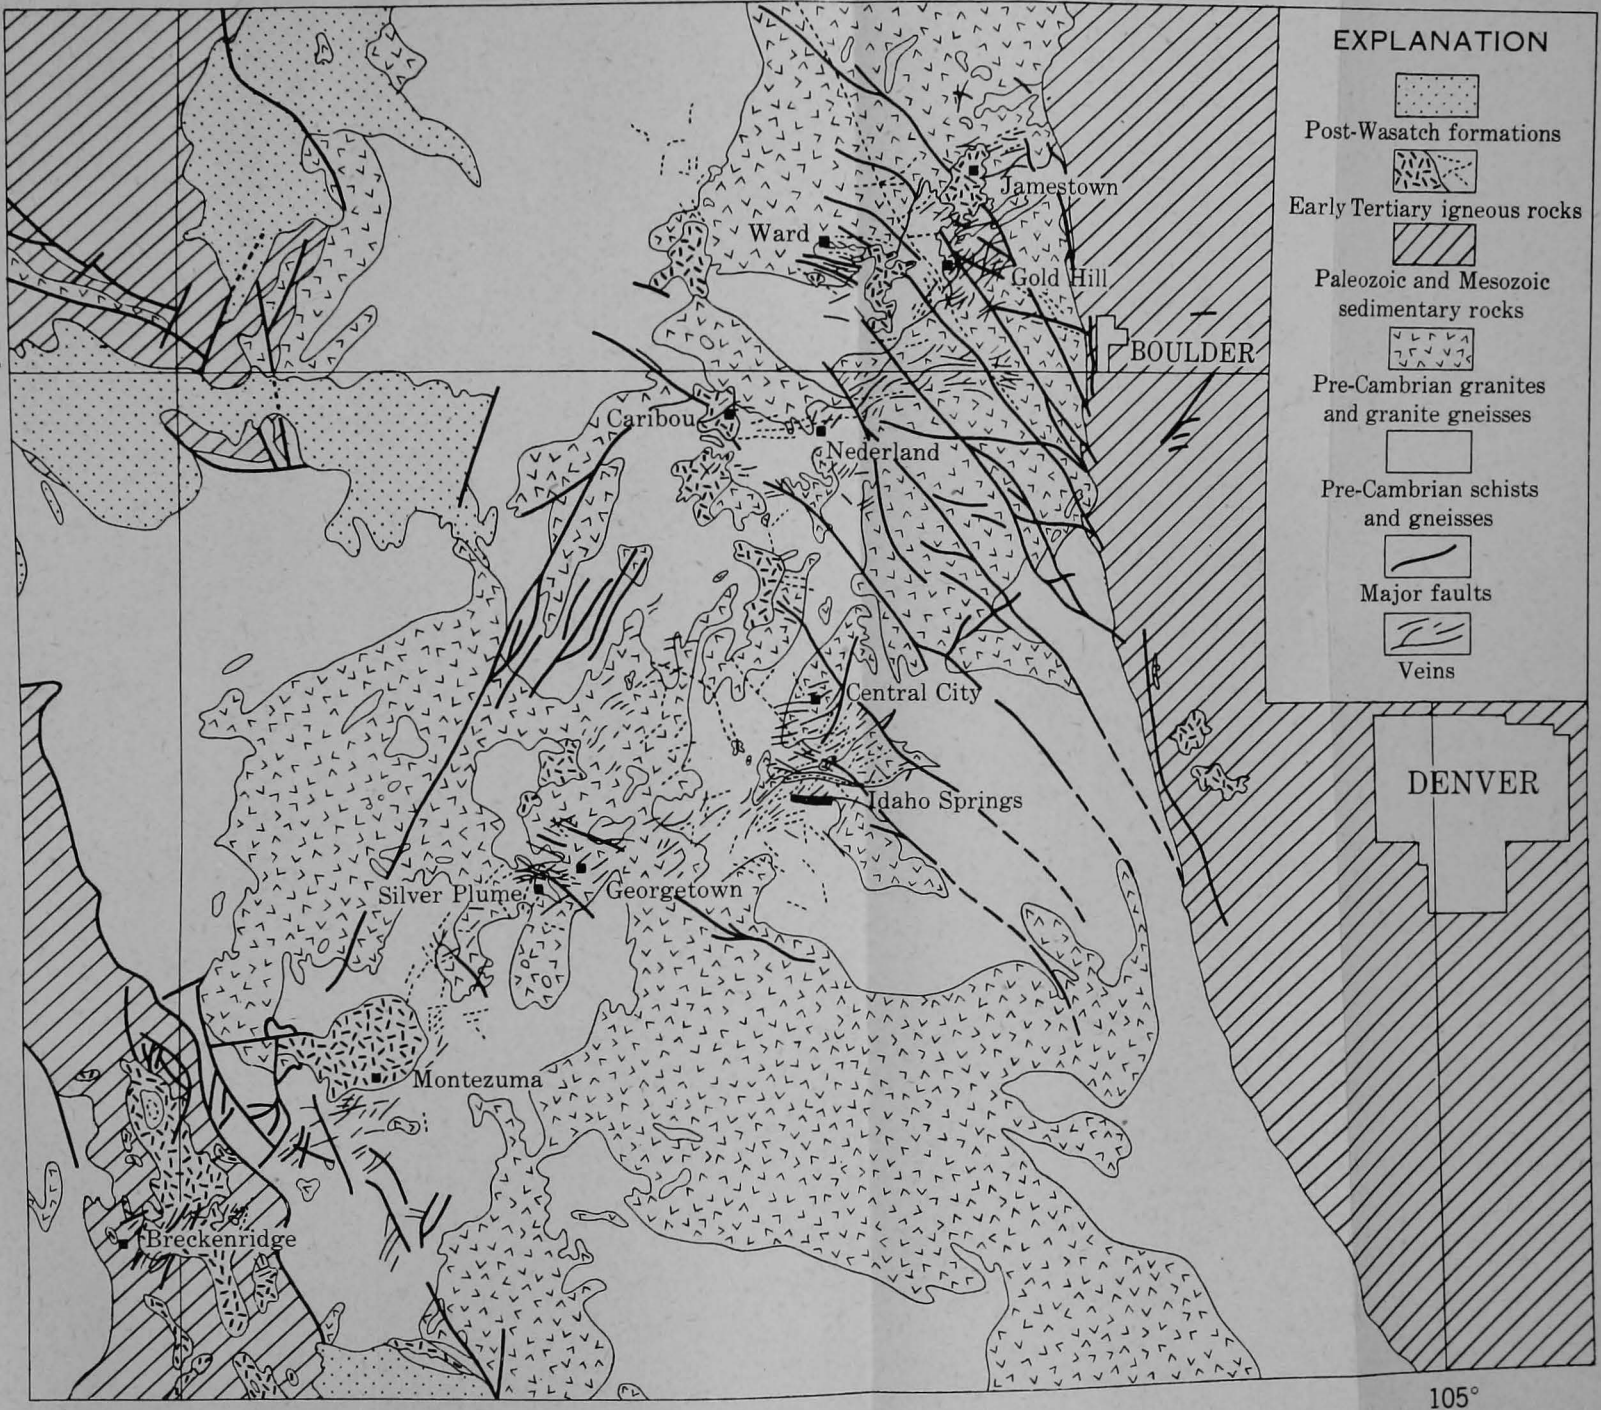 EXPLANATION
Post-Wasatch formations
Early Tertiary igneous rocks
Paleozoic and Mesozoic
sedimentary rocks
Pre-Cambrian granites
and granite gneisses
Pre-Cambrian schists
and gneisses
Major faults
Veins
Jamestown
Ward
Gold Hill
BOULDER
Caribou
Nederland
Central City
DENVER
Idaho Springs
Silver Plume
Georgetown
Montezuma
Breckenridge
105°